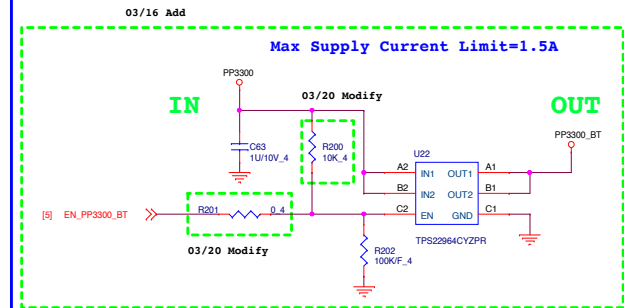 03/16 Add
Max Supply Current Limit=1.5A
PP3300
IN
03/20 Modify
OUT
PP3300_BT
C63
1U/10V_4
R200
10K_4
U22
A2 IN1 OUT1 A1
B2 IN2 OUT2 B1
C2 EN GND C1
TPS22964CYZPR
[5] EN_PP3300_BT
R201 0_4
03/20 Modify
R202
100K/F_4